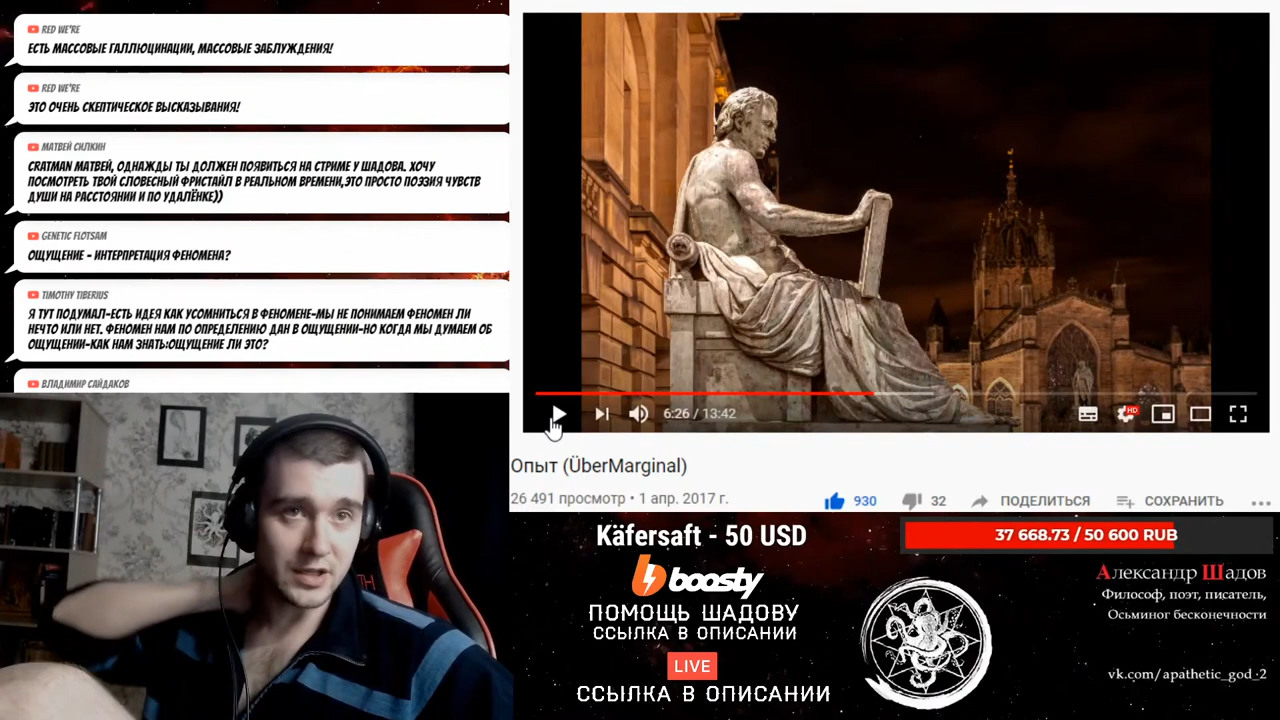 RED WE'RE
ЕСТЬ МАССОВЫЕ ГАЛЛЮЦИНАЦИИ, МАССОВЫЕ ЗАБЛУЖДЕНИЯ!
RED WE'RE
ЭТО ОЧЕНЬ СКЕПТИЧЕСКОЕ ВЫСКАЗЫВАНИЯ!
МАТВЕЙ СИЛКИН
CRATMAN МАТВЕЙ, ОДНАЖДЫ ТЫ ДОЛЖЕН ПОЯВИТЬСЯ НА СТРИМЕ У ШАДОВА. ХОЧУ
ПОСМОТРЕТЬ ТВОЙ СЛОВЕСНЫЙ ФРИСТАЙЛ В РЕАЛЬНОМ ВРЕМЕНИ,ЭТО ПРОСТО ПОЭЗИЯ ЧУВСТВ
ДУШИ НА РАССТОЯНИИ И ПО УДАЛЁНКЕ))
GENETIC FLOTSAM
ОЩУЩЕНИЕ - ИНТЕРПРЕТАЦИЯ ФЕНОМЕНА?
TIMOTHY TIBERIUS
Я ТУТ ПОДУМАЛ-ЕСТЬ ИДЕЯ КАК УСОМНИТЬСЯ В ФЕНОМЕНЕ-МЫ НЕ ПОНИМАЕМ ФЕНОМЕН ЛИ
НЕЧТО ИЛИ НЕТ. ФЕНОМЕН НАМ ПО ОПРЕДЕЛЕНИЮ ДАН В ОЩУЩЕНИИ-НО КОГДА МЫ ДУМАЕМ ОБ
ОЩУЩЕНИИ-КАК НАМ ЗНАТЬ:ОЩУЩЕНИЕ ЛИ ЭТО?
ВЛАДИМИР САЙДАКОВ
6:26 / 13:42
HD
Опыт (ÜberMarginal)
26 491 просмотр • 1 апр. 2017 г.
930
32
ПОДЕЛИТЬСЯ
СОХРАНИТЬ
Käfersaft - 50 USD
boosty
ПОМОЩЬ ШАДОВУ
ССЫЛКА В ОПИСАНИИ
LIVE
ССЫЛКА В ОПИСАНИИ
37 668.73 / 50 600 RUB
Александр Шадов
Философ, поэт, писатель,
Осьминог бесконечности
vk.com/apathetic_god_2